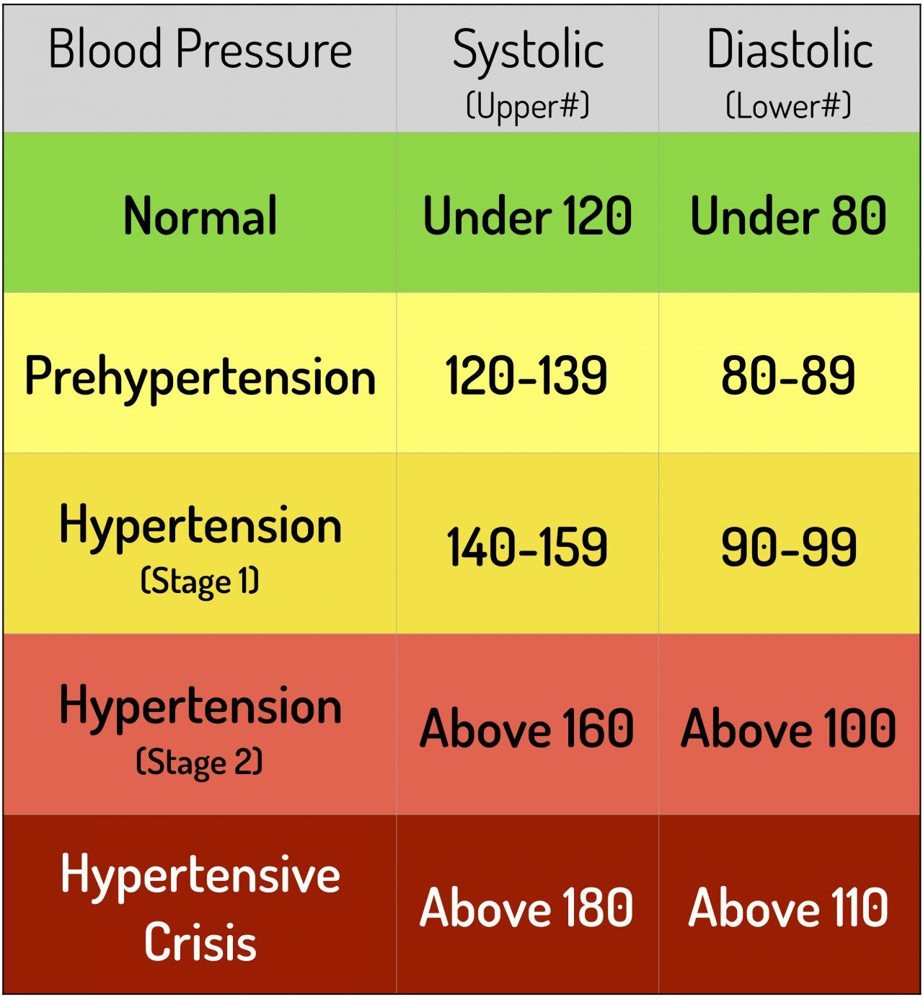 Blood Pressure Systolic Diastolic
(Upper#) (Lower#)
Normal Under 120 Under 80
Prehypertension 120-139 80-89
Hypertension
(Stage 1)
140-159 90-99
Hypertension
(Stage 2)
Above 160 Above 100
Hypertensive
Crisis
Above 180 Above 110